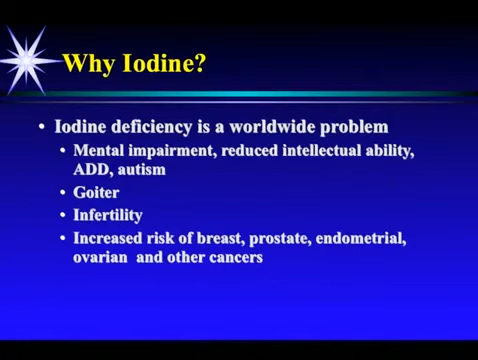 Why Iodine?
• Iodine deficiency is a worldwide problem
• Mental impairment, reduced intellectual ability,
ADD, autism
• Goiter
• Infertility
• Increased risk of breast, prostate, endometrial,
ovarian and other cancers